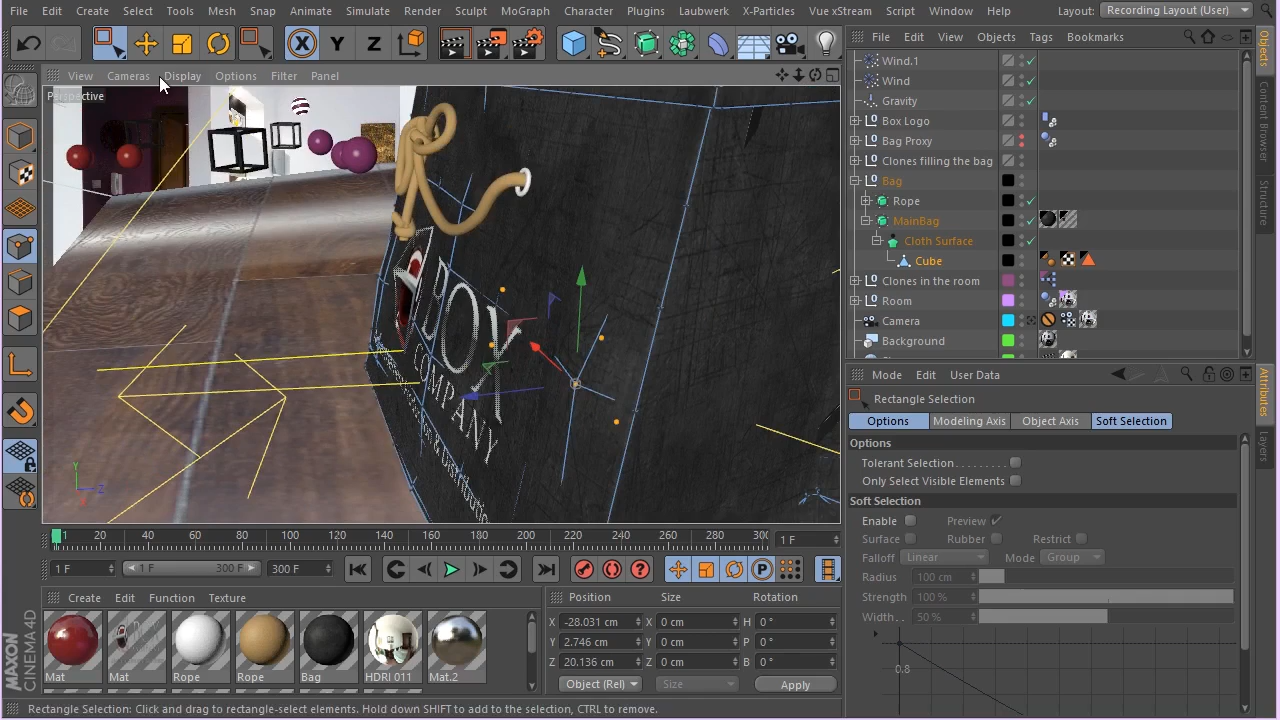 File Edit Create Select Tools Mesh Snap Animate Simulate Render Sculpt MoGraph Character Plugins Laubwerk X-Particles Vue xStream Script Window Help Layout: Recording Layout (User)
X Y Z
File Edit View Objects Tags Bookmarks
View Cameras Display Options Filter Panel
Perspective
Wind.1
Wind
Gravity
Box Logo
Bag Proxy
Clones filling the bag
Bag
Rope
MainBag
Cloth Surface
Cube
Clones in the room
Room
Camera
Background
Objects
Content Browser
Structure
COMPANY
Mode Edit User Data
Rectangle Selection
Options Modeling Axis Object Axis Soft Selection
Options
Tolerant Selection
Only Select Visible Elements
Soft Selection
Enable Preview
Surface Rubber Restrict
Falloff Linear Mode Group
Radius 100 cm
Strength 100 %
Width 50 %
0.8
Attributes
Layers
1 20 40 60 80 100 120 140 160 180 200 220 240 260 280 300 1 F
1 F 1 F 300 F 300 F
Create Edit Function Texture
Mat Mat Rope Rope Bag HDRI 011 Mat.2
Position Size Rotation
X -28.031 cm X 0 cm H 0 °
Y 2.746 cm Y 0 cm P 0 °
Z 20.136 cm Z 0 cm B 0 °
Object (Rel) Size Apply
MAXON
CINEMA 4D
Rectangle Selection: Click and drag to rectangle-select elements. Hold down SHIFT to add to the selection, CTRL to remove.